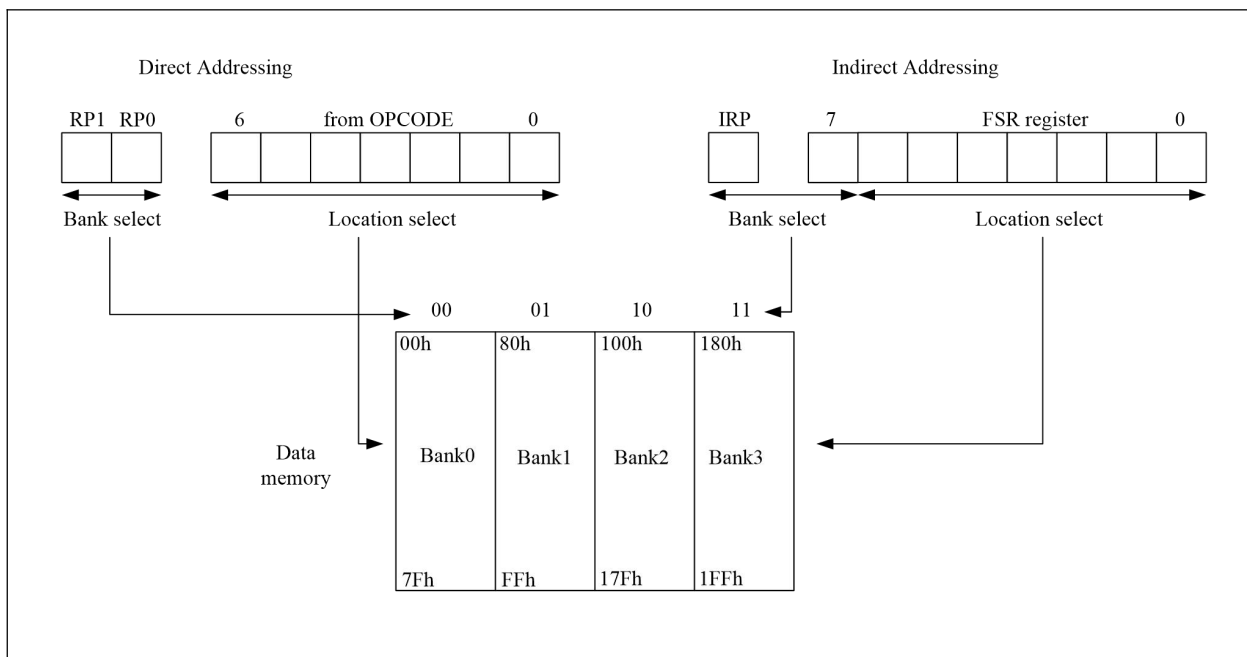 Direct Addressing
Indirect Addressing
RP1 RP0
6 from OPCODE 0
IRP
7 FSR register 0
Bank select
Location select
Bank select
Location select
00 01 10 11
00h 80h 100h 180h
Data
memory
Bank0 Bank1 Bank2 Bank3
7Fh FFh 17Fh 1FFh